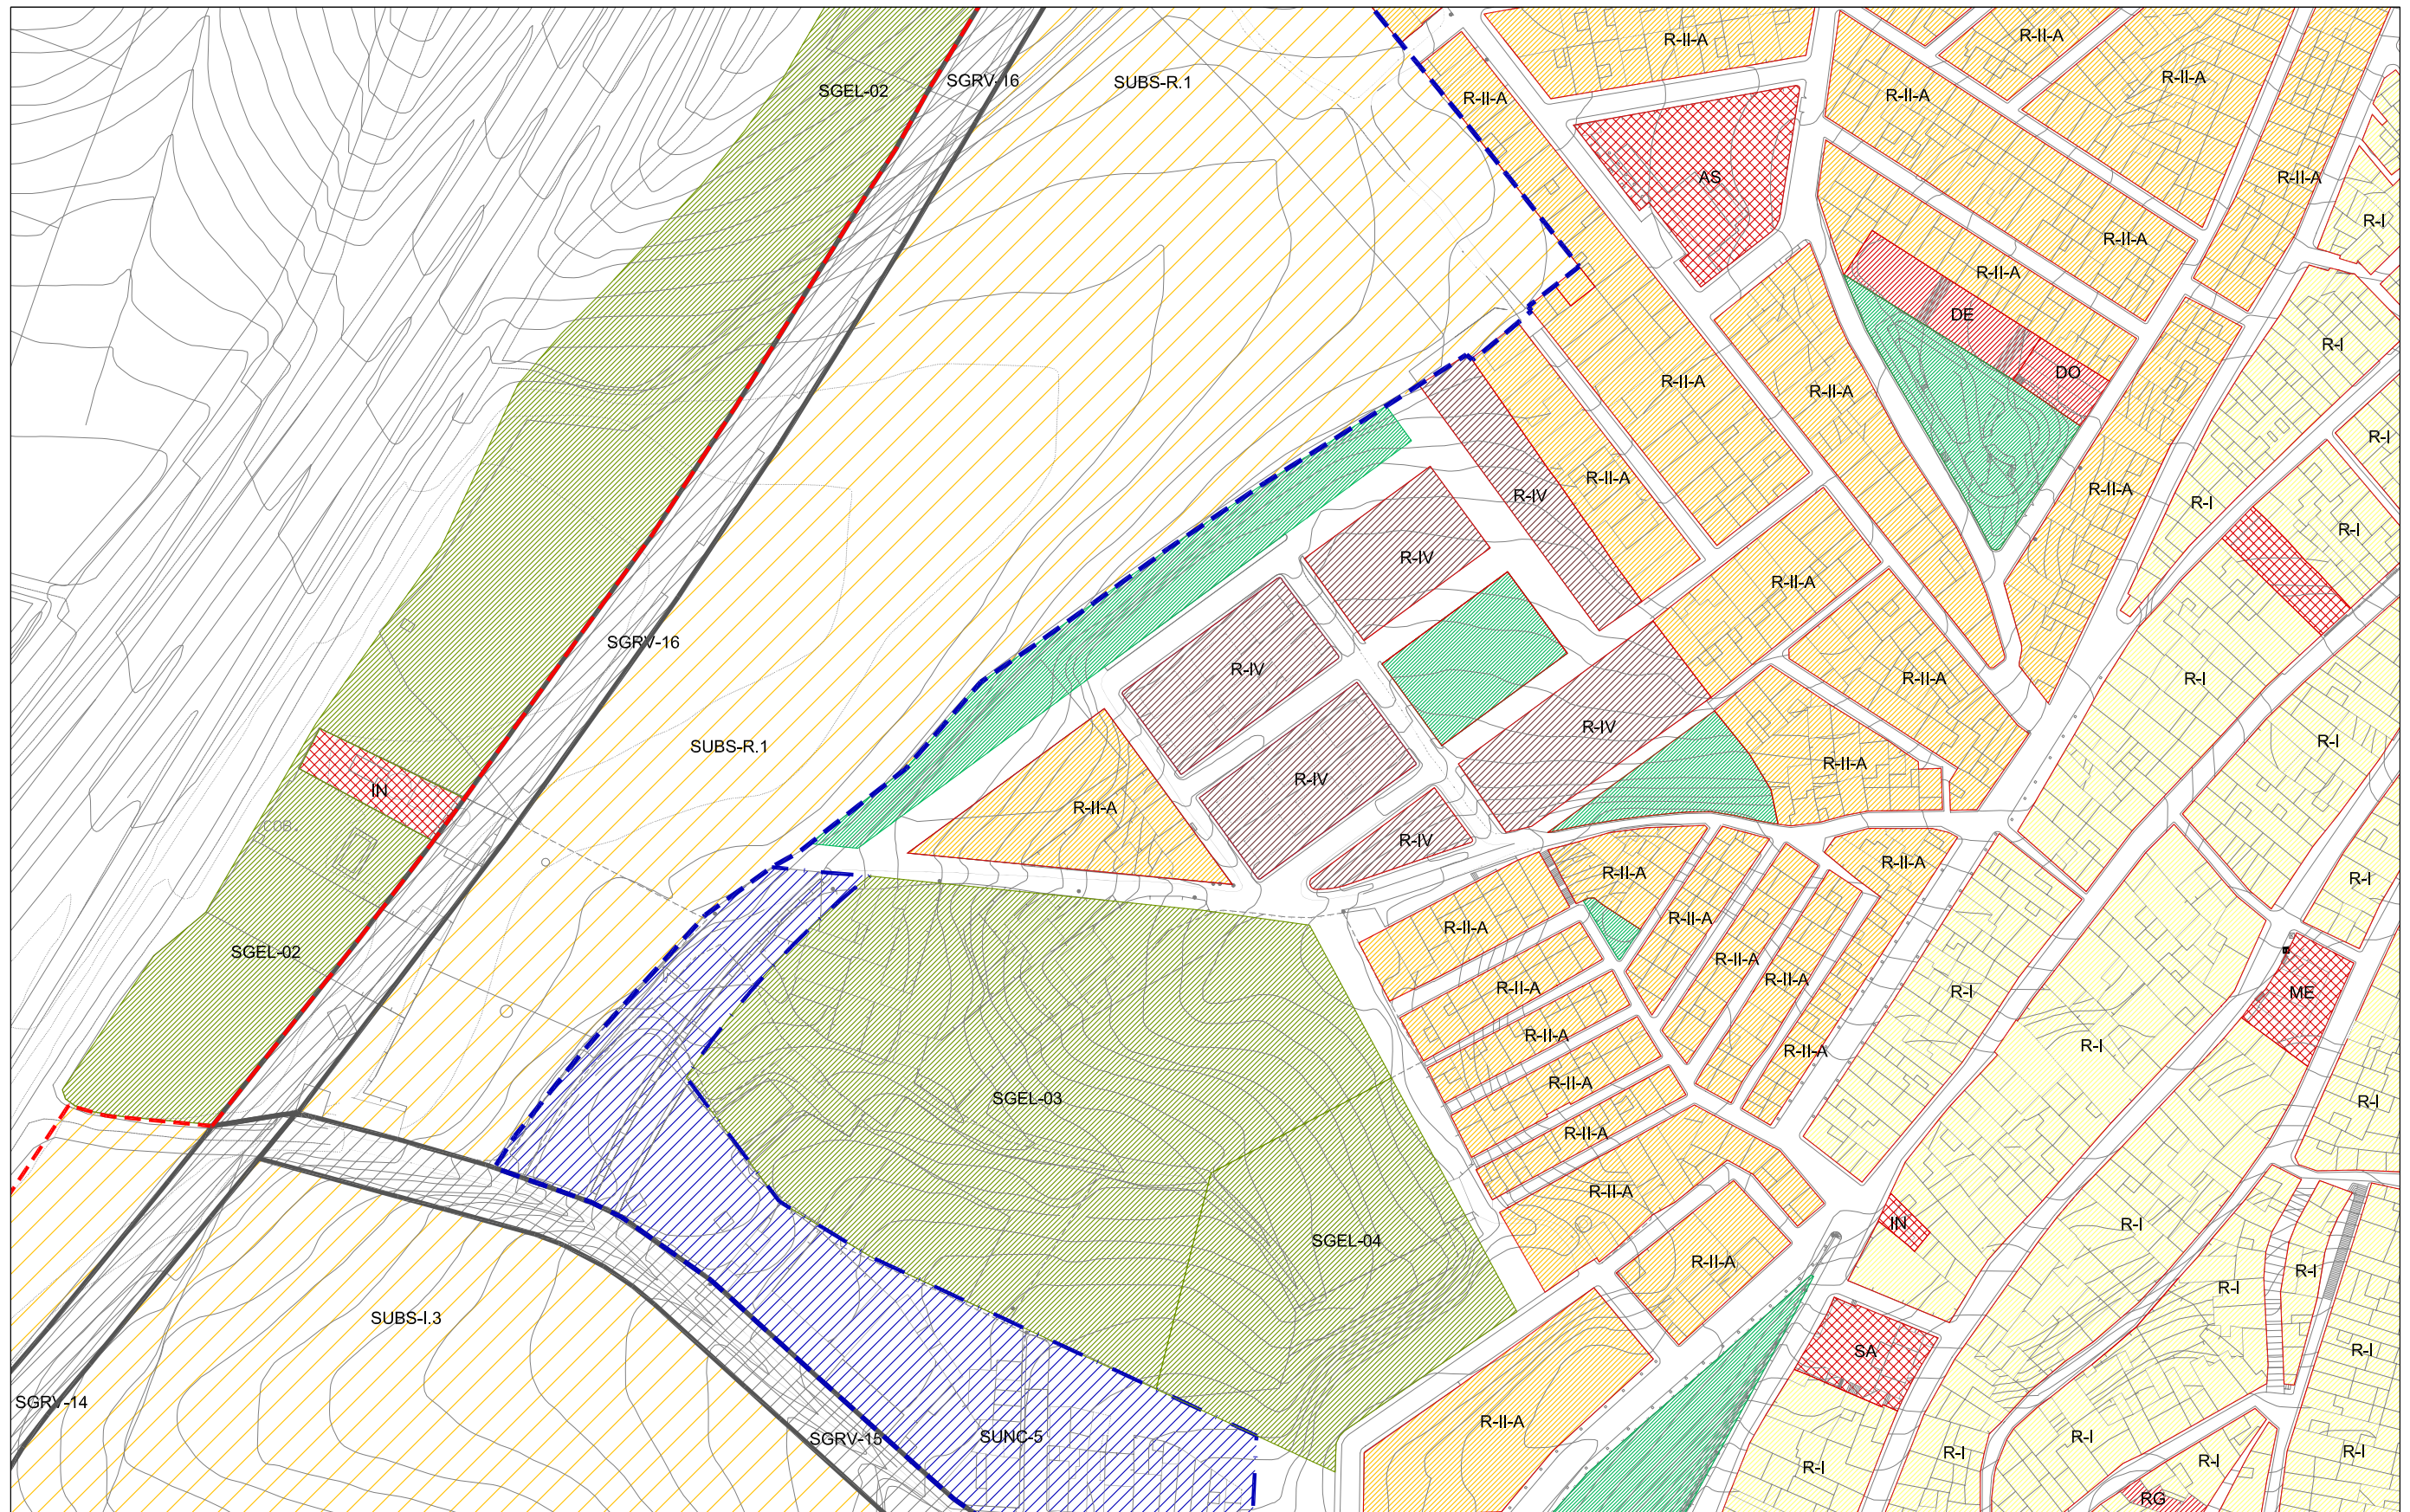 R-II-A
R-II-A
R-II-A
SGRV-16
SUBS-R.1
SGEL-02
R-II-A
R-II-A
AS
R-II-A
R-I
R-II-A
R-II-A
DE
R-I
DO
R-II-A
R-II-A
R-I
R-II-A
R-II-A
R-IV
R-I
R-I
R-IV
R-II-A
SGRV-16
R-IV
R-II-A
R-I
R-IV
R-I
SUBS-R.1
R-II-A
R-IV
IN
R-II-A
COB.
R-IV
R-II-A
R-II-A
R-I
R-II-A
R-II-A
SGEL-02
R-II-A
R-II-A
R-II-A
R-I
ME
R-II-A
R-I
R-II-A
R-II-A
SGEL-03
R-I
R-II-A
R-II-A
IN
R-I
SGEL-04
R-II-A
R-I
R-I
SUBS-I.3
SA
R-I
SGRV-14
R-II-A
SGRV-15
SUNC-5
R-I
R-I
R-I
R-I
R-I
RG